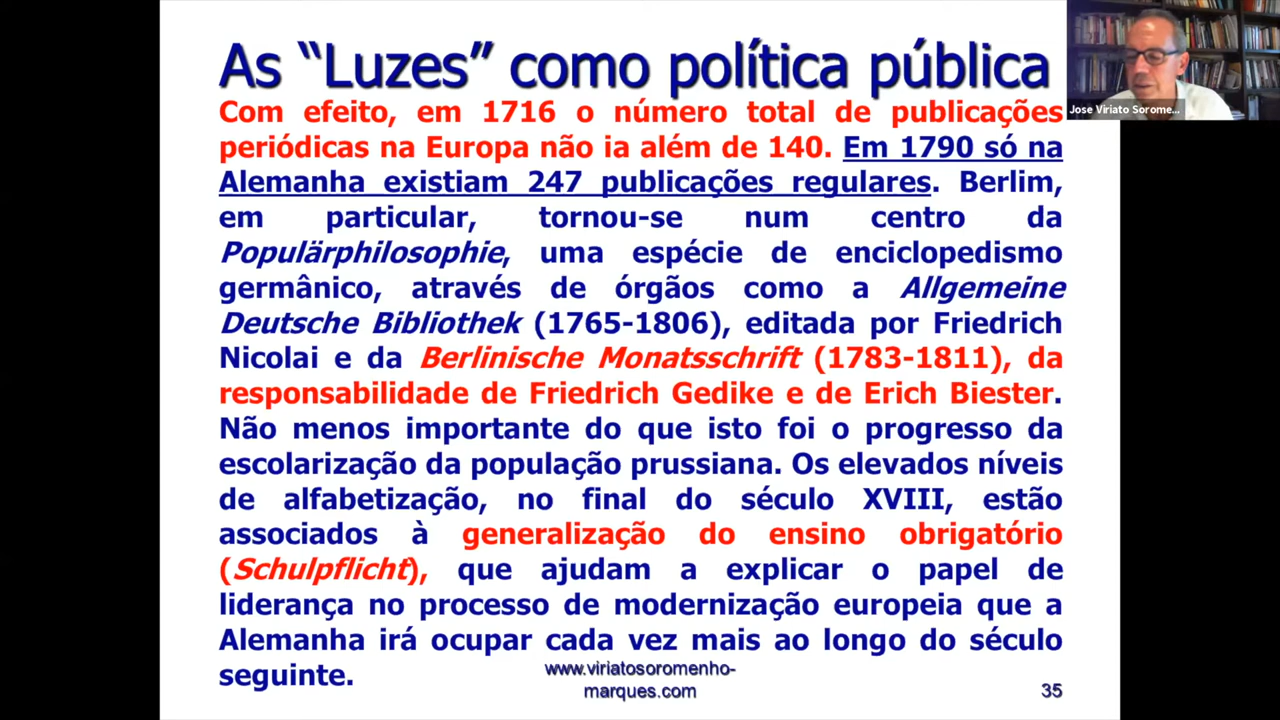 As “Luzes” como política pública
Com efeito, em 1716 o número total de publicações
periódicas na Europa não ia além de 140. Em 1790 só na
Alemanha existiam 247 publicações regulares. Berlim,
em particular, tornou-se num centro da
Populärphilosophie, uma espécie de enciclopedismo
germânico, através de órgãos como a Allgemeine
Deutsche Bibliothek (1765-1806), editada por Friedrich
Nicolai e da Berlinische Monatsschrift (1783-1811), da
responsabilidade de Friedrich Gedike e de Erich Biester.
Não menos importante do que isto foi o progresso da
escolarização da população prussiana. Os elevados níveis
de alfabetização, no final do século XVIII, estão
associados à generalização do ensino obrigatório
(Schulpflicht), que ajudam a explicar o papel de
liderança no processo de modernização europeia que a
Alemanha irá ocupar cada vez mais ao longo do século
seguinte.
www.viriatosoromenho-
marques.com
35
Jose Viriato Sorome...